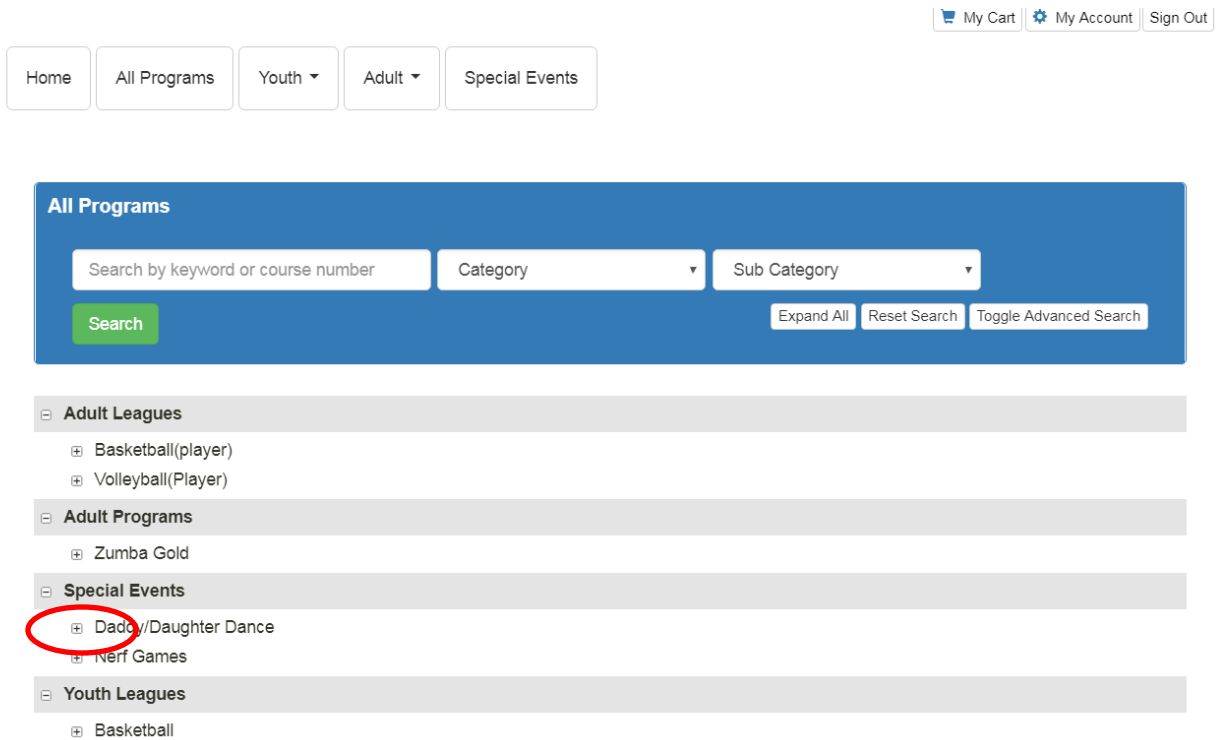 My Cart My Account Sign Out
Home All Programs Youth Adult Special Events
All Programs
Search by keyword or course number Category Sub Category
Search Expand All Reset Search Toggle Advanced Search
Adult Leagues
Basketball(player)
Volleyball(Player)
Adult Programs
Zumba Gold
Special Events
Daddy/Daughter Dance
Nerf Games
Youth Leagues
Basketball